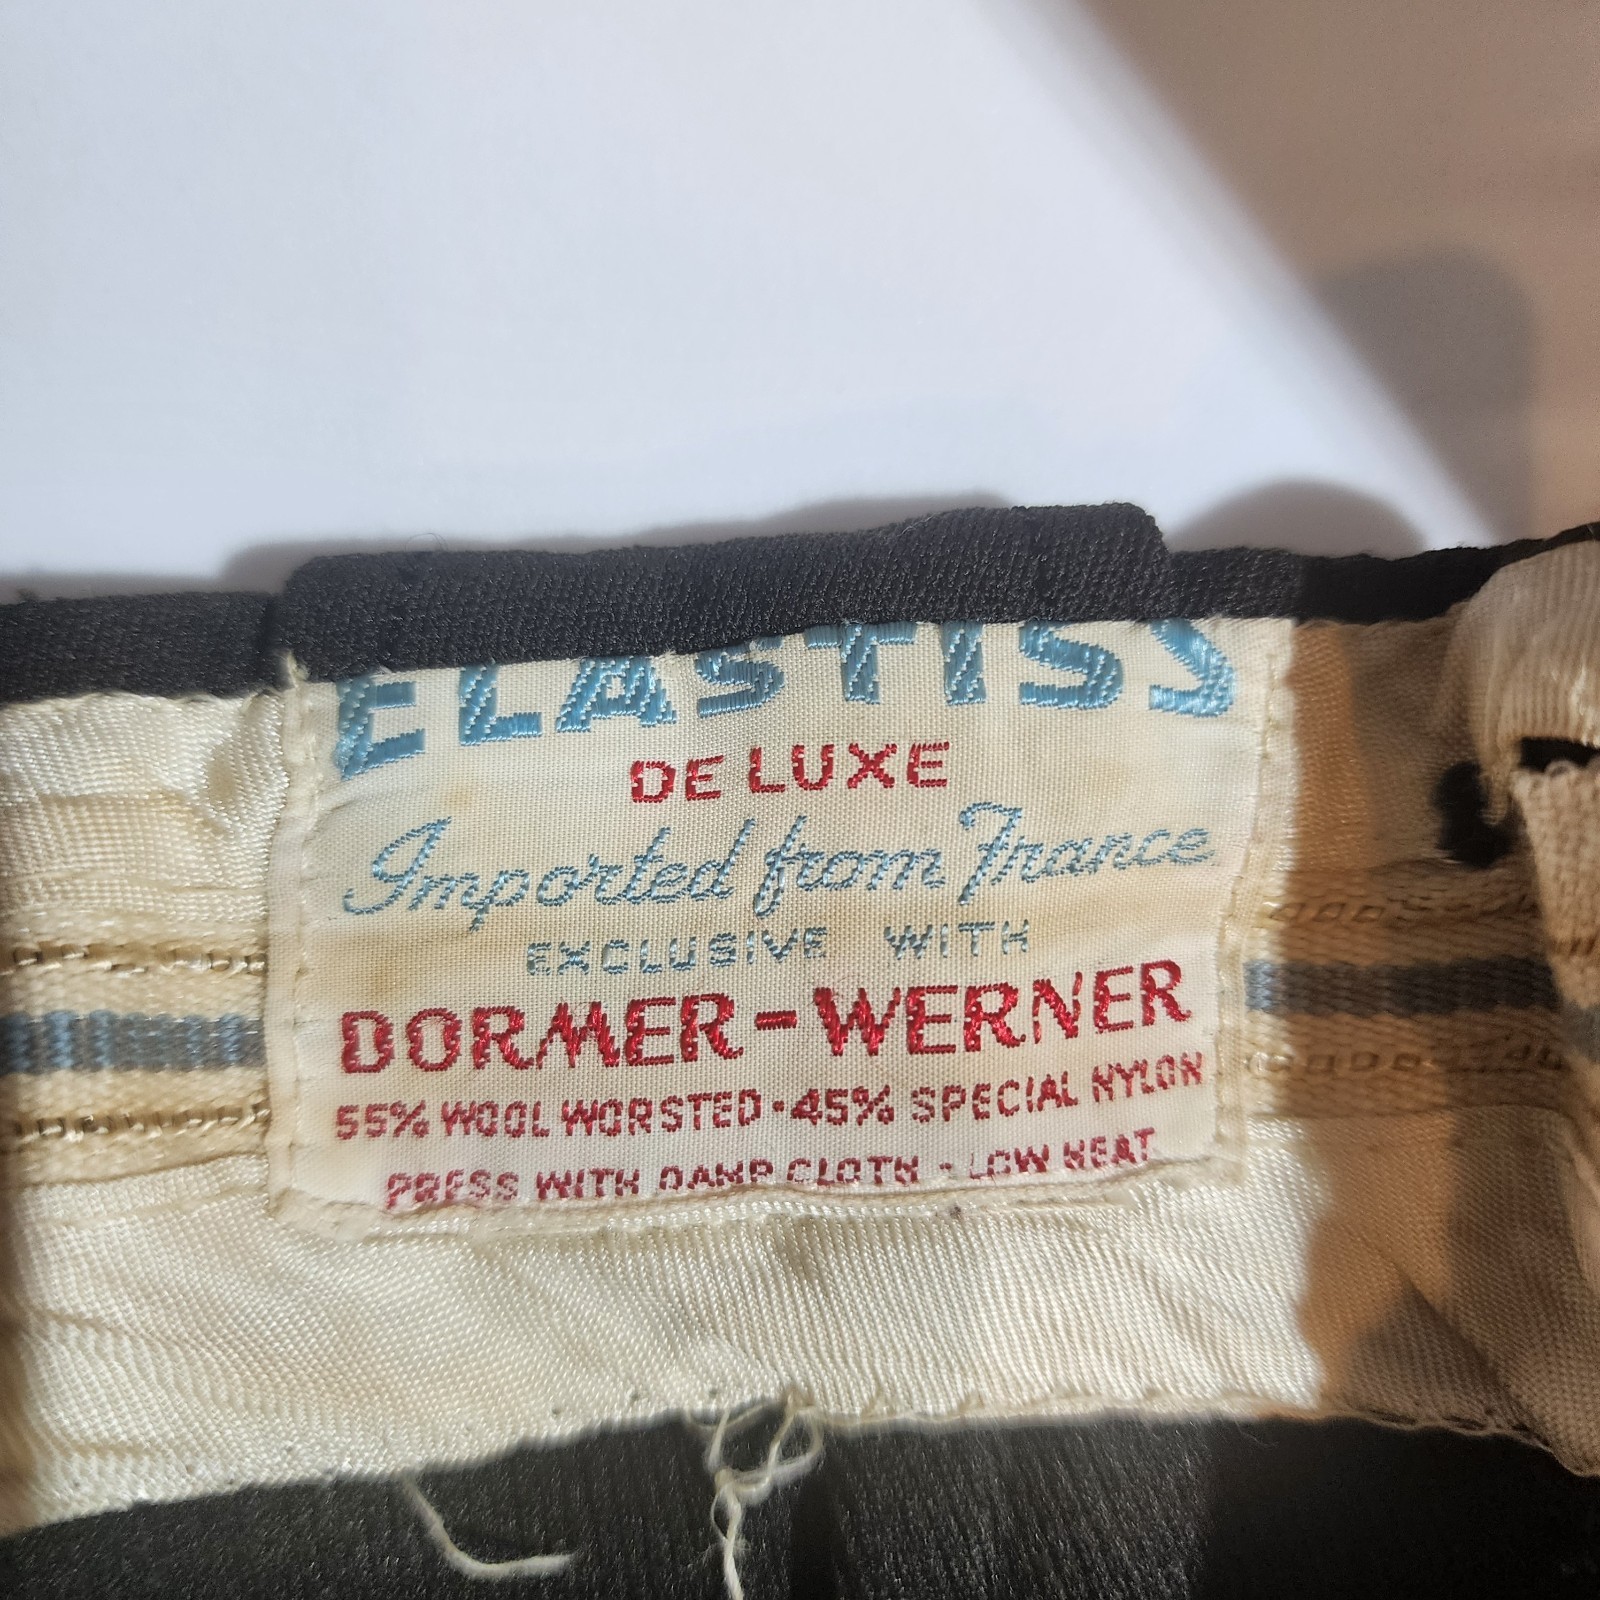 ELASTISS
DE LUXE
Imported from France
EXCLUSIVE WITH
DORMER-WERNER
55% WOOL WORSTED·45% SPECIAL NYLON
PRESS WITH DAMP CLOTH - LOW HEAT